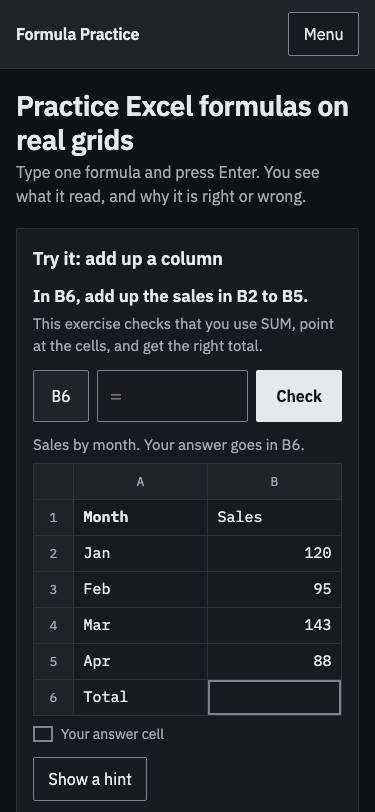 Formula Practice
Menu
Practice Excel formulas on
real grids
Type one formula and press Enter. You see
what it read, and why it is right or wrong.
Try it: add up a column
In B6, add up the sales in B2 to B5.
This exercise checks that you use SUM, point
at the cells, and get the right total.
B6 = Check
Sales by month. Your answer goes in B6.
A B
1 Month Sales
2 Jan 120
3 Feb 95
4 Mar 143
5 Apr 88
6 Total
Your answer cell
Show a hint